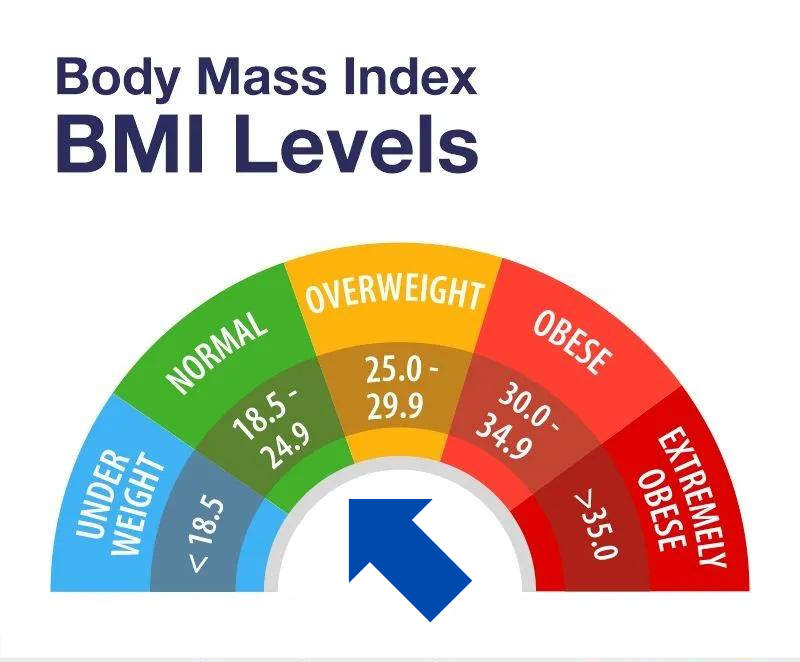 Body Mass Index
BMI Levels
UNDER
WEIGHT
< 18.5
NORMAL
18.5 -
24.9
OVERWEIGHT
25.0 -
29.9
OBESE
30.0 -
34.9
EXTREMELY
OBESE
>35.0